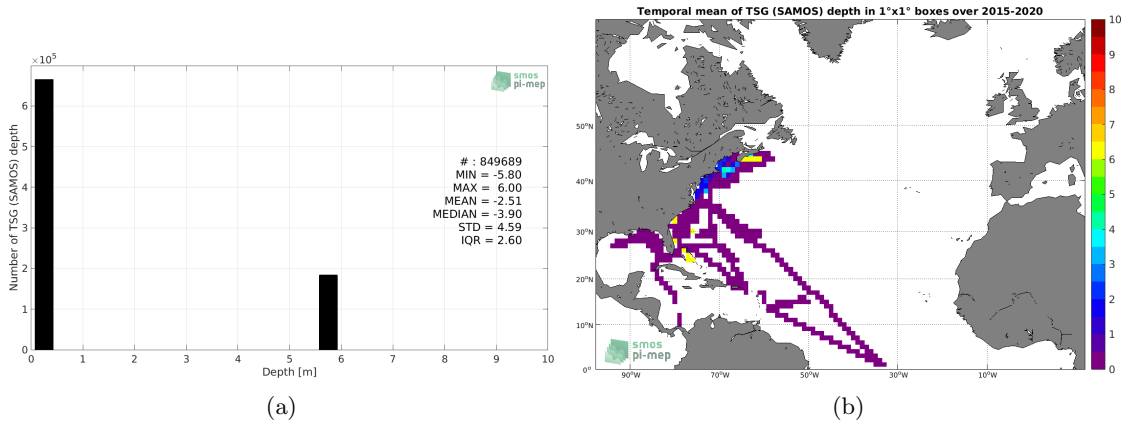 ×10⁵
6
5
4
3
2
1
0
Number of TSG (SAMOS) depth
smos
pi-mep
# : 849689
MIN = -5.80
MAX = 6.00
MEAN = -2.51
MEDIAN = -3.90
STD = 4.59
IQR = 2.60
0 1 2 3 4 5 6 7 8 9 10
Depth [m]
(a)
Temporal mean of TSG (SAMOS) depth in 1°x1° boxes over 2015-2020
50°N
40°N
30°N
20°N
10°N
0°
90°W 70°W 50°W 30°W 10°W
smos
pi-mep
10
9
8
7
6
5
4
3
2
1
0
(b)